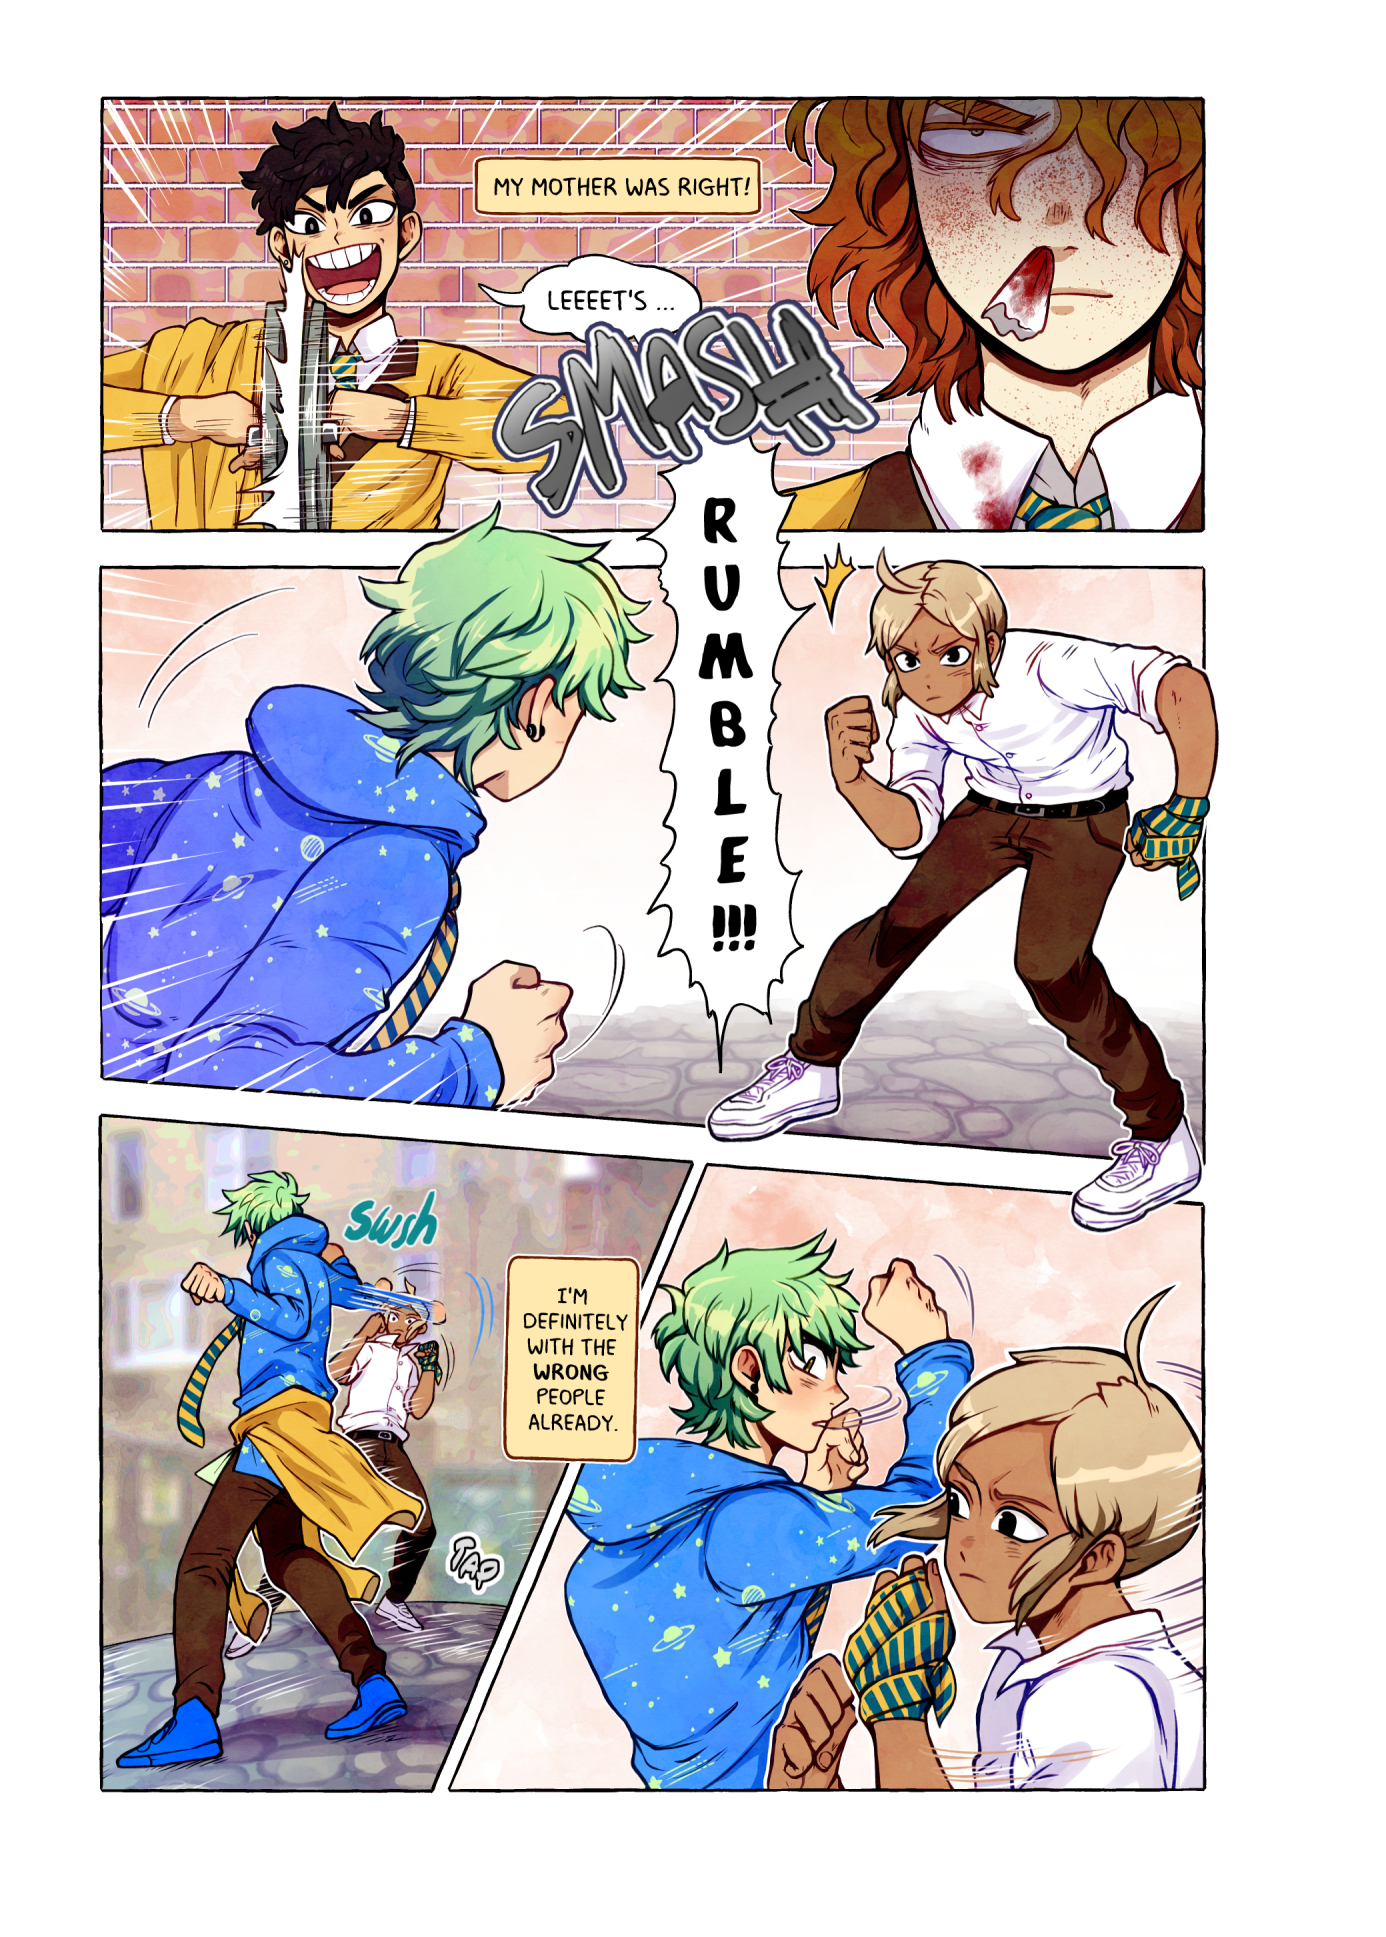 MY MOTHER WAS RIGHT!
LEEEET'S ...
SMASH
RUMBLE!!!
swsh
I'M
DEFINITELY
WITH THE
WRONG
PEOPLE
ALREADY.
TAP